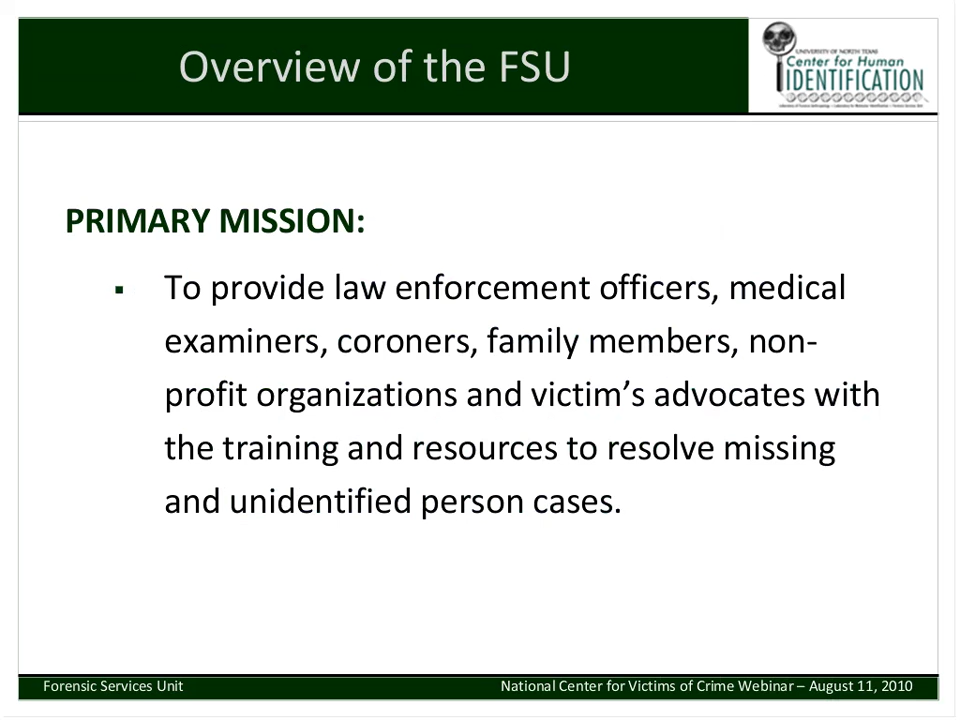 Overview of the FSU
UNIVERSITY OF NORTH TEXAS
Center for Human
IDENTIFICATION
PRIMARY MISSION:
▪ To provide law enforcement officers, medical
examiners, coroners, family members, non-
profit organizations and victim’s advocates with
the training and resources to resolve missing
and unidentified person cases.
Forensic Services Unit
National Center for Victims of Crime Webinar – August 11, 2010